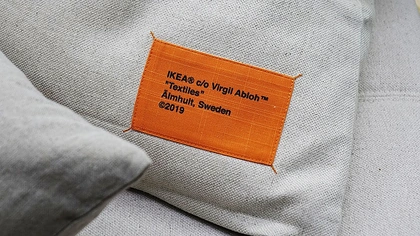 IKEA® c/o Virgil Abloh™
"Textiles"
Älmhult, Sweden
©2019